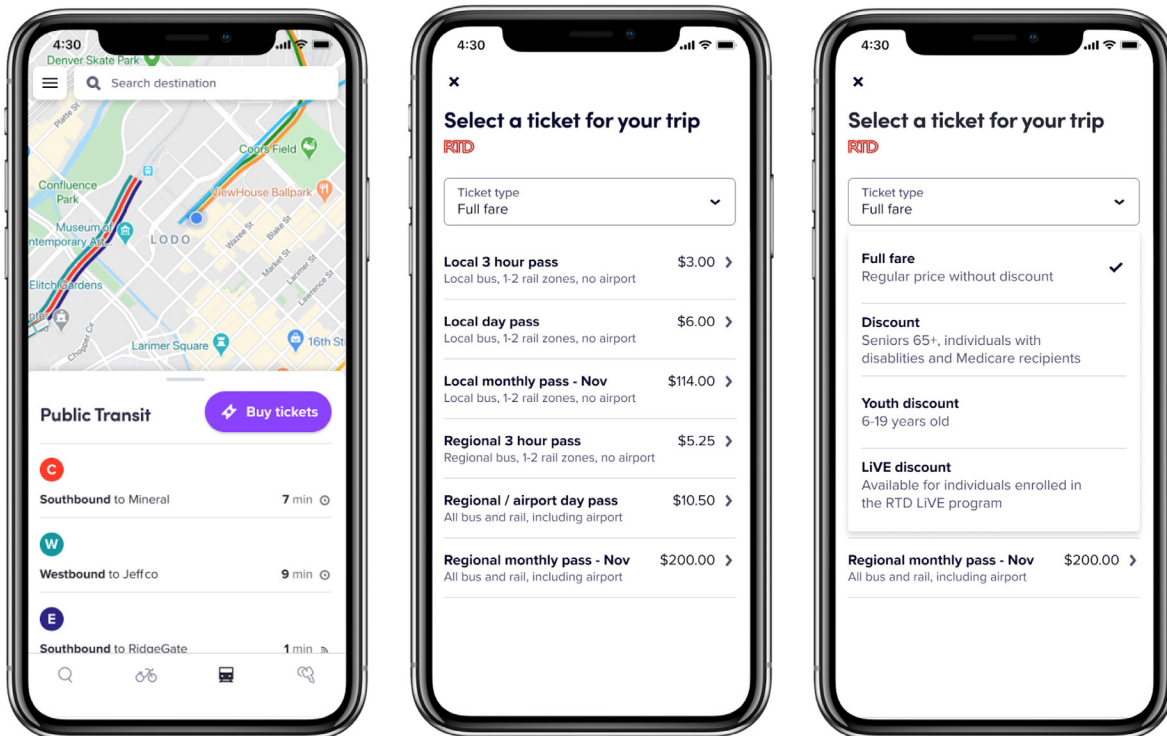 4:30
Denver Skate Park
Search destination
Platte St
Coors Field
Confluence
Park
ViewHouse Ballpark
Museum of
ntemporary Art...
LODO
Wazee St
Blake St
Market St
Larimer St
Lawrence St
Elitch Gardens
nter
Chopper Cir
Larimer Square
16th St
Public Transit
Buy tickets
C
Southbound to Mineral
7 min
W
Westbound to Jeffco
9 min
E
Southbound to RidgeGate
1 min
4:30
×
Select a ticket for your trip
RTD
Ticket type
Full fare
Local 3 hour pass $3.00
Local bus, 1-2 rail zones, no airport
Local day pass $6.00
Local bus, 1-2 rail zones, no airport
Local monthly pass - Nov $114.00
Local bus, 1-2 rail zones, no airport
Regional 3 hour pass $5.25
Regional bus, 1-2 rail zones, no airport
Regional / airport day pass $10.50
All bus and rail, including airport
Regional monthly pass - Nov $200.00
All bus and rail, including airport
4:30
×
Select a ticket for your trip
RTD
Ticket type
Full fare
Full fare
Regular price without discount
Discount
Seniors 65+, individuals with
disablities and Medicare recipients
Youth discount
6-19 years old
LiVE discount
Available for individuals enrolled in
the RTD LiVE program
Regional monthly pass - Nov $200.00
All bus and rail, including airport